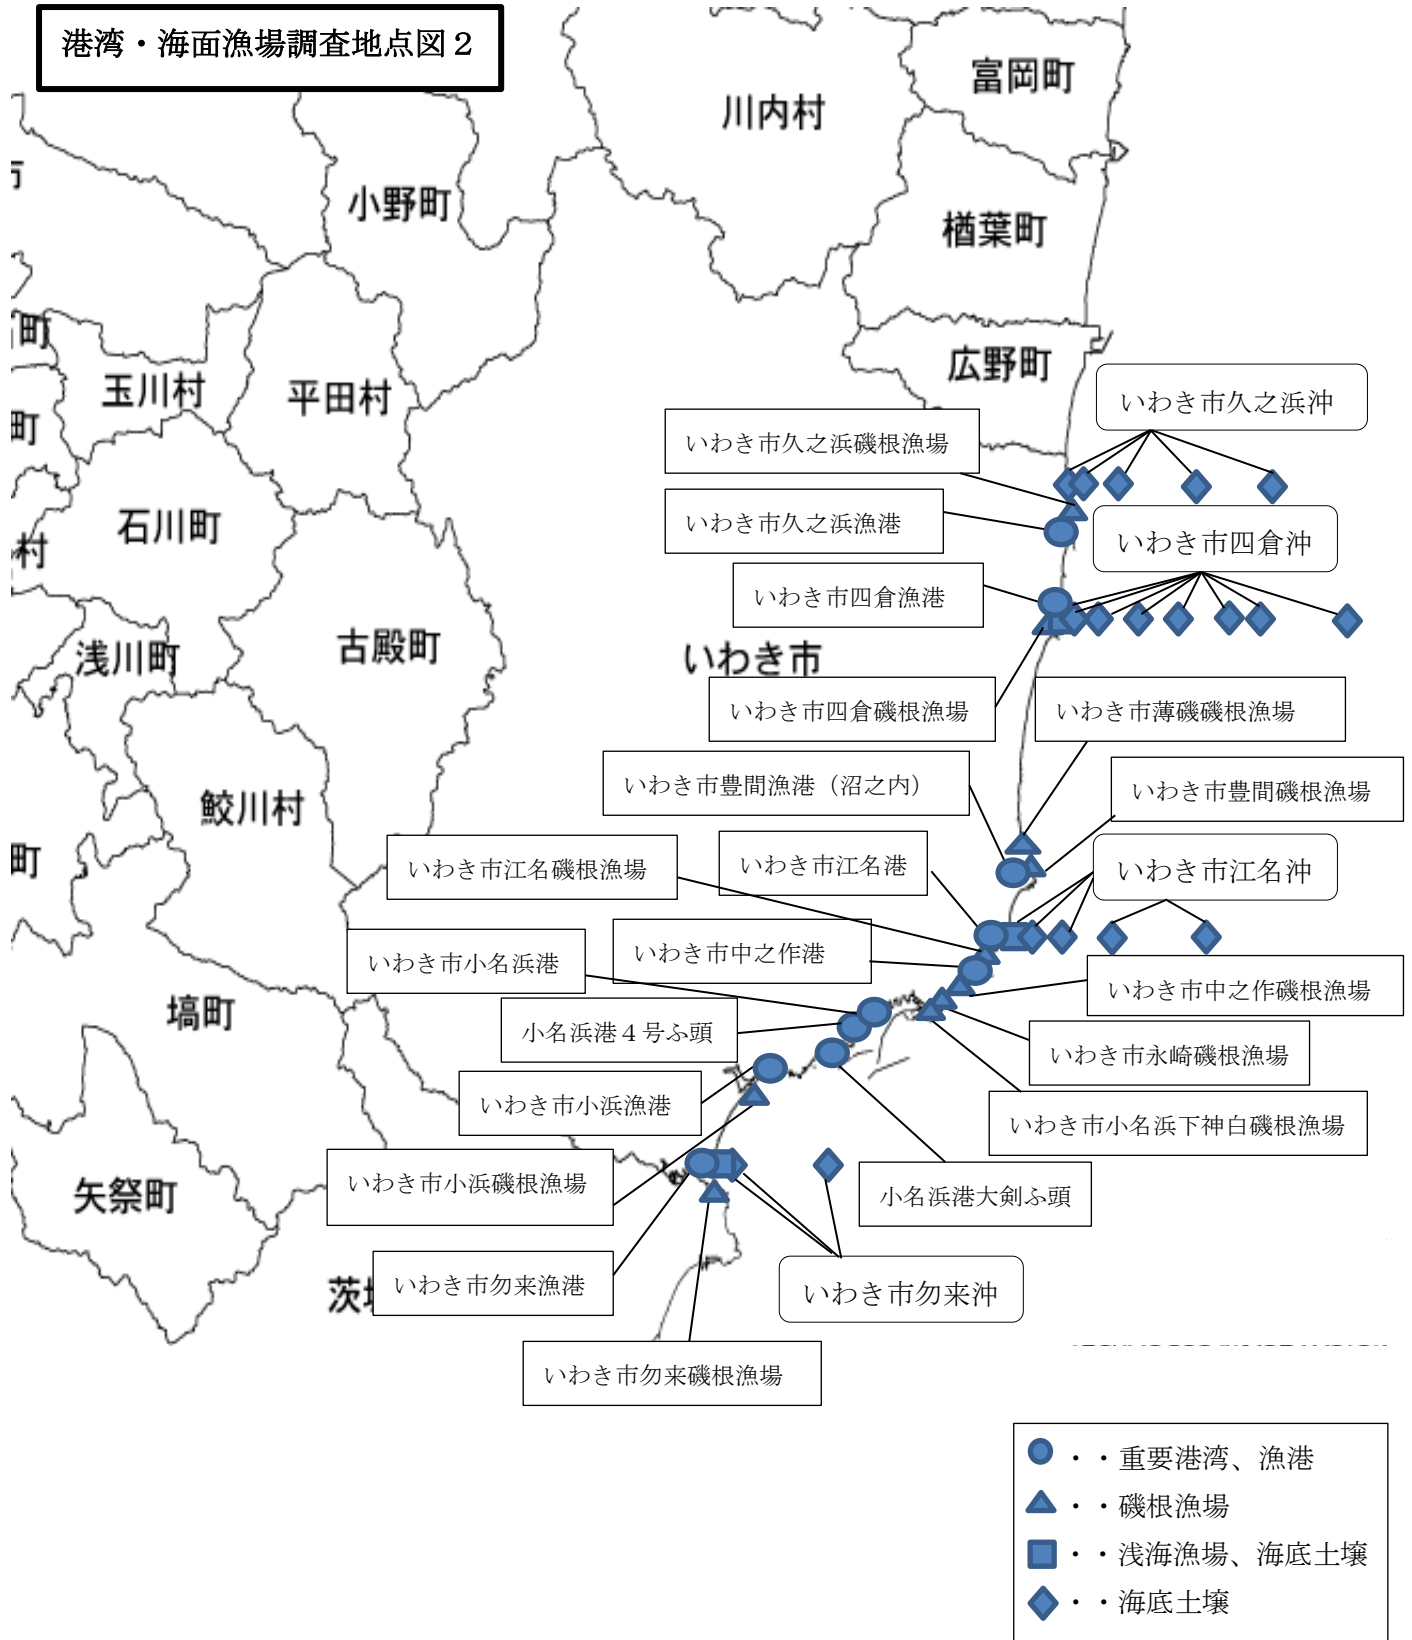 港湾・海面漁場調査地点図２
富岡町
川内村
小野町
楢葉町
町
広野町
玉川村
平田村
町
いわき市久之浜沖
いわき市久之浜磯根漁場
石川町
いわき市久之浜漁港
村
いわき市四倉沖
いわき市四倉漁港
浅川町
古殿町
いわき市
いわき市四倉磯根漁場
いわき市薄磯磯根漁場
いわき市豊間漁港（沼之内）
いわき市豊間磯根漁場
鮫川村
町
いわき市江名磯根漁場
いわき市江名港
いわき市江名沖
いわき市小名浜港
いわき市中之作港
いわき市中之作磯根漁場
塙町
小名浜港４号ふ頭
いわき市永崎磯根漁場
いわき市小浜漁港
いわき市小名浜下神白磯根漁場
矢祭町
いわき市小浜磯根漁場
小名浜港大剣ふ頭
いわき市勿来漁港
茨
いわき市勿来沖
いわき市勿来磯根漁場
・・重要港湾、漁港
・・磯根漁場
・・浅海漁場、海底土壌
・・海底土壌